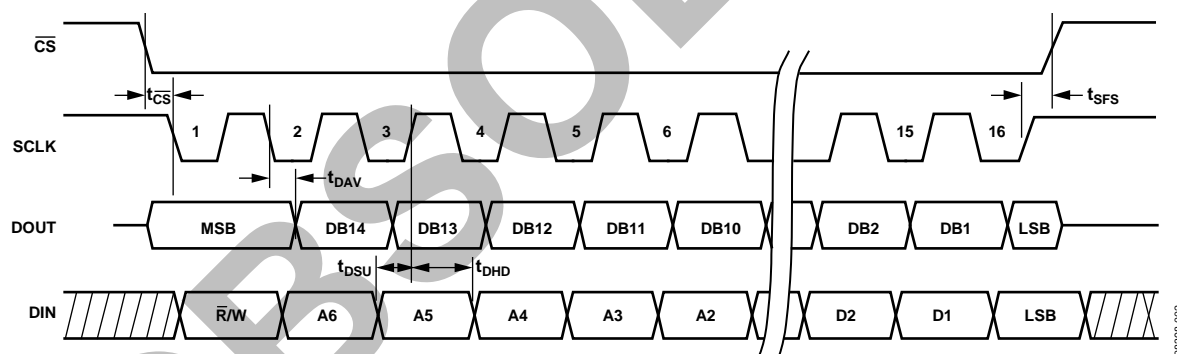 CS
tCS
tSFS
1 2 3 4 5 6 15 16
SCLK
tDAV
DOUT MSB DB14 DB13 DB12 DB11 DB10 DB2 DB1 LSB
tDSU tDHD
DIN R/W A6 A5 A4 A3 A2 D2 D1 LSB
OBSOL